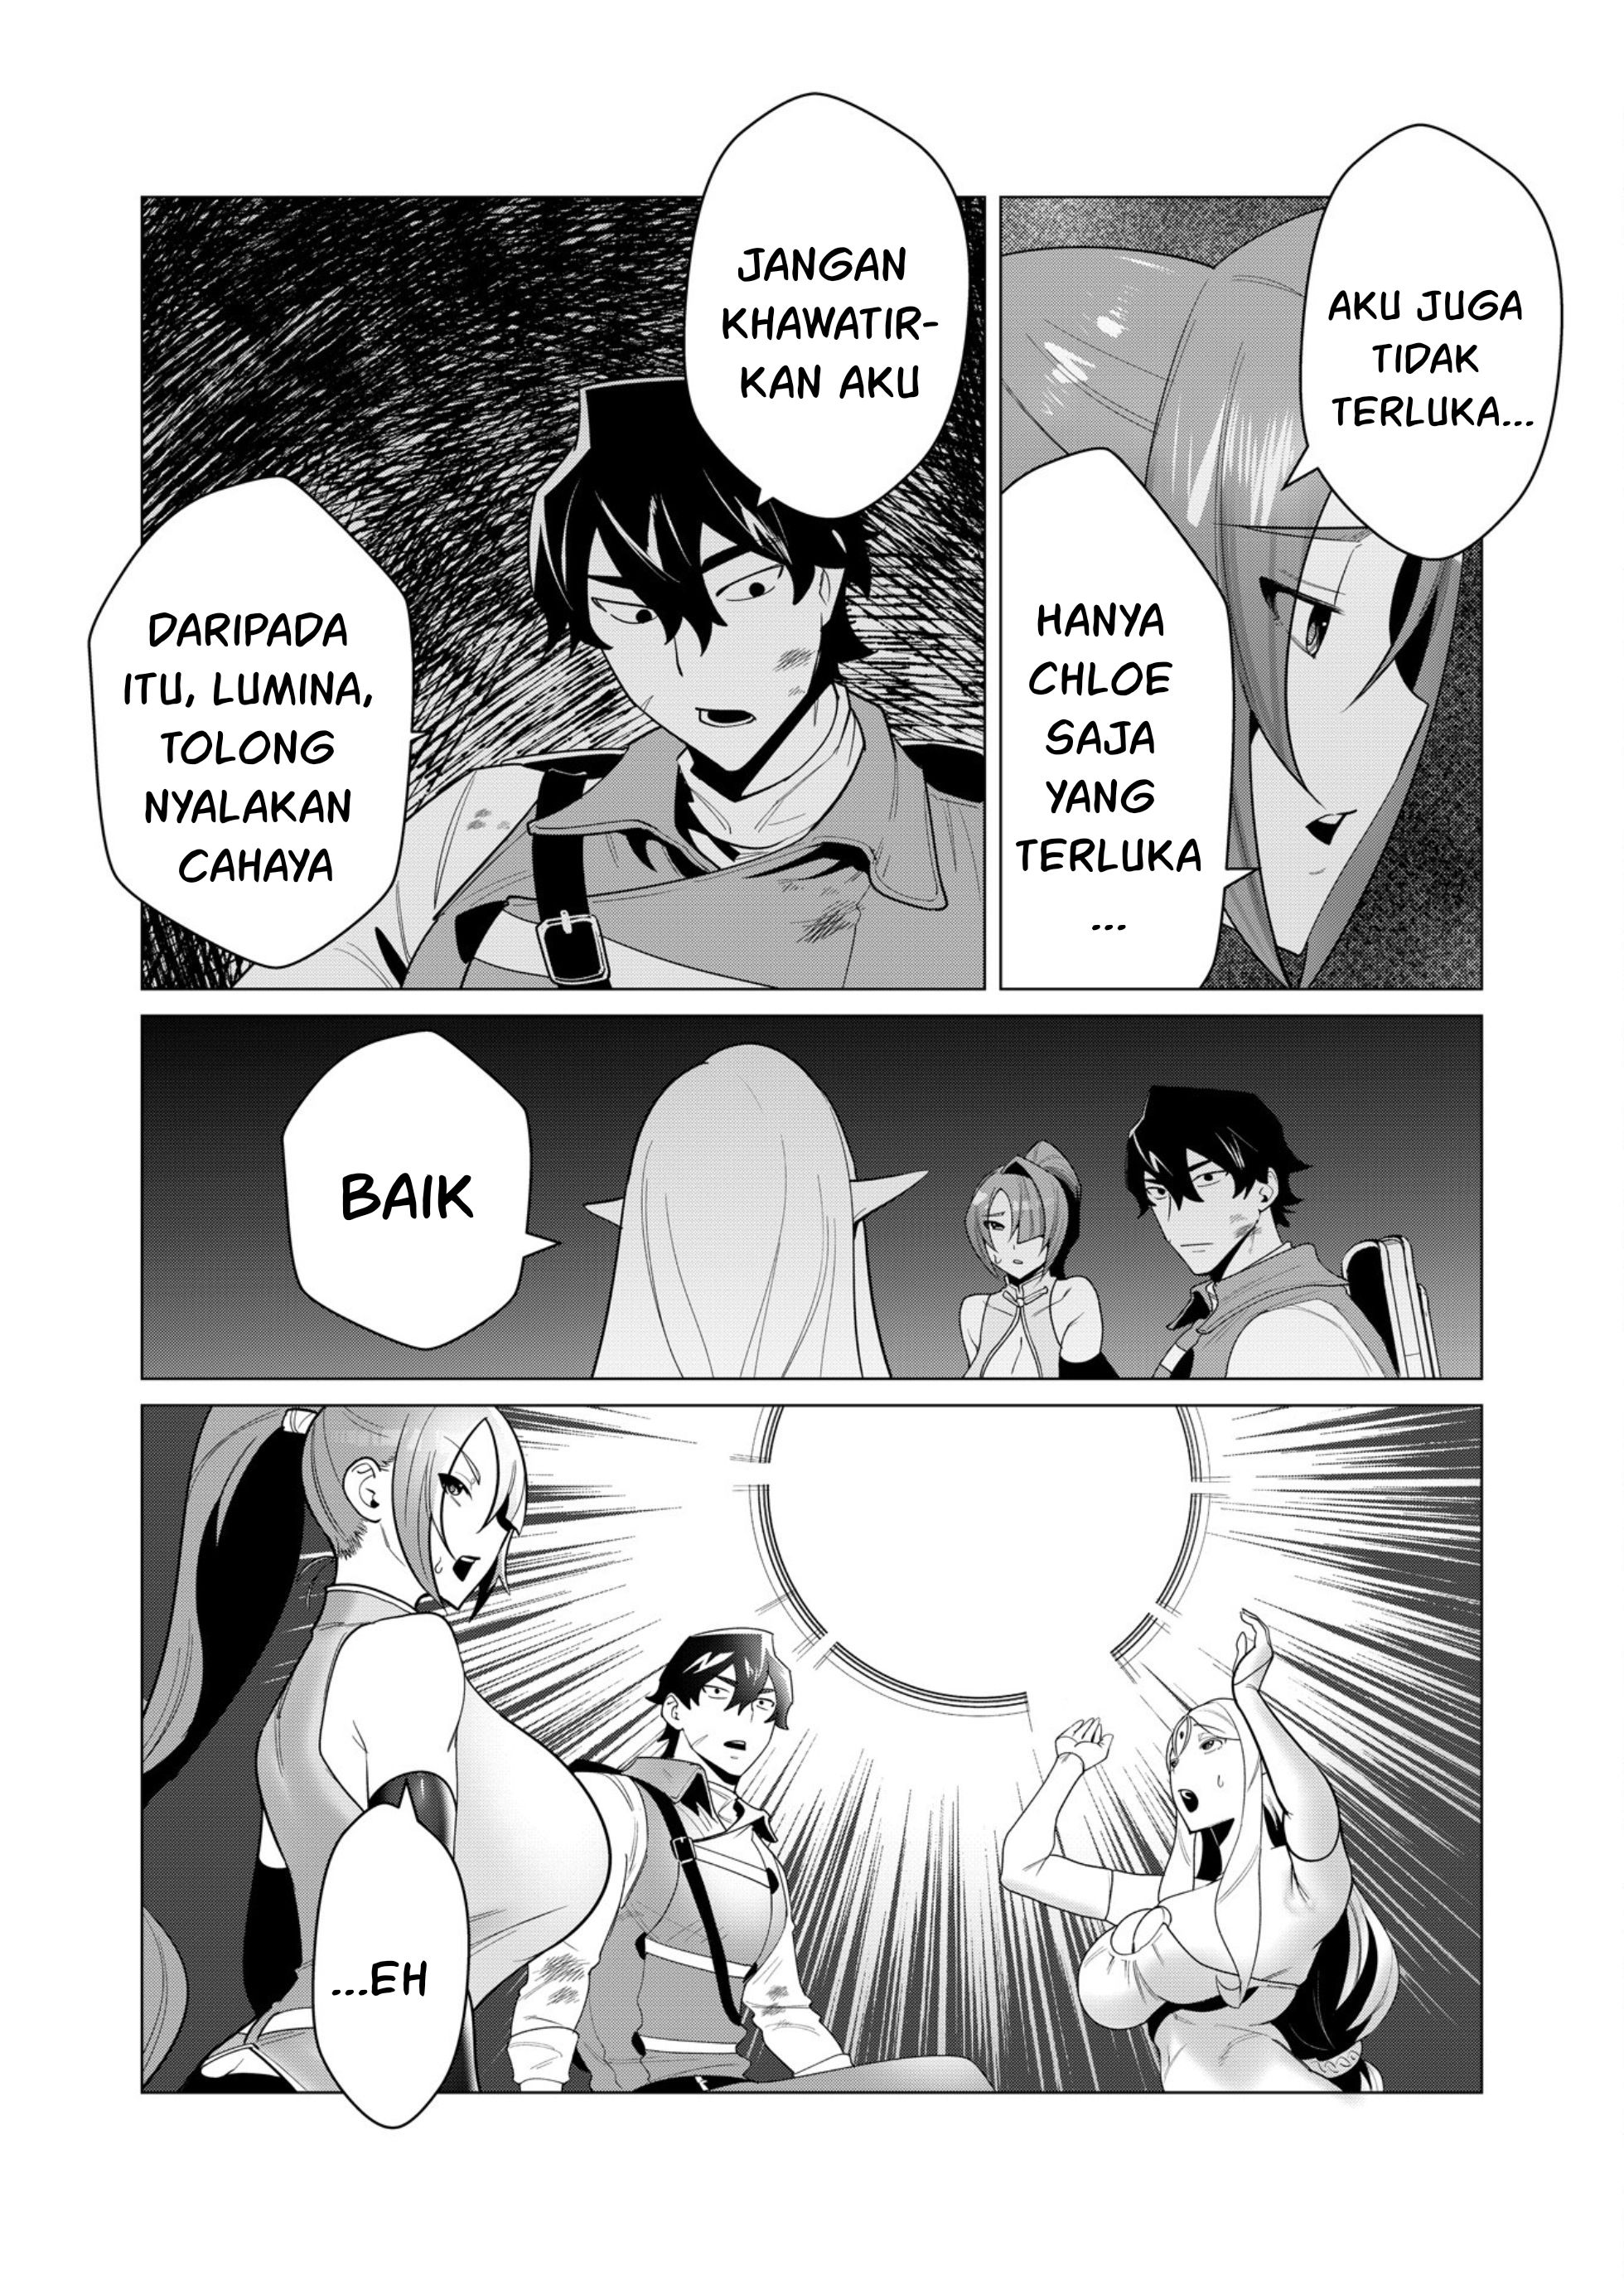 AKU JUGA
TIDAK
TERLUKA...
HANYA
CHLOE
SAJA
YANG
TERLUKA
...
JANGAN
KHAWATIR-
KAN AKU
DARIPADA
ITU, LUMINA,
TOLONG
NYALAKAN
CAHAYA
BAIK
...EH